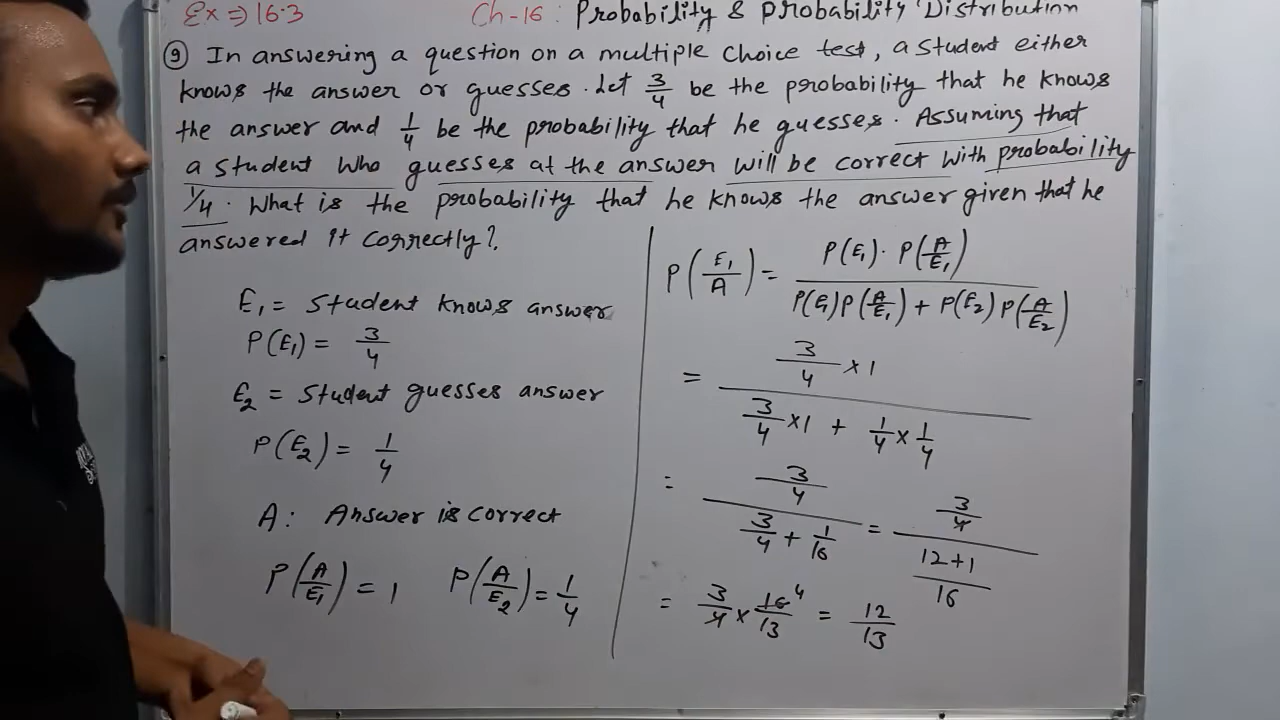 Ex ⇒ 16.3 Ch-16 : Probability & Probability Distribution
⑨ In answering a question on a multiple choice test, a student either
knows the answer or guesses. Let 3/4 be the probability that he knows
the answer and 1/4 be the probability that he guesses. Assuming that
a student who guesses at the answer will be correct with probability
1/4. What is the probability that he knows the answer given that he
answered it correctly?
E₁ = Student knows answer
P(E₁) = 3/4
E₂ = Student guesses answer
P(E₂) = 1/4
A: Answer is correct
P(A/E₁) = 1 P(A/E₂) = 1/4
P(E₁/A) = P(E₁)·P(A/E₁) / P(E₁)P(A/E₁) + P(E₂)P(A/E₂)
= 3/4 × 1 / 3/4 × 1 + 1/4 × 1/4
= 3/4 / 3/4 + 1/16 = 3/4 / 12+1/16
= 3/4 × 16⁴/13 = 12/13